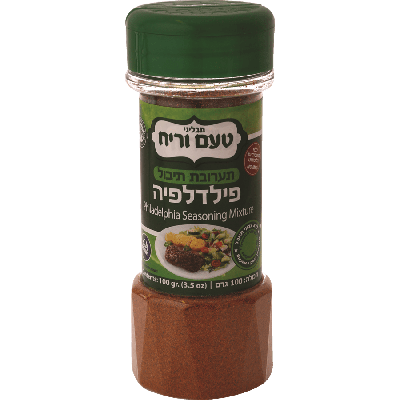 תבליני
טעם וריח
תערובת תיבול
פילדלפיה
Philadelphia Seasoning Mixture
100 gr. (3.5 oz)
100 גרם